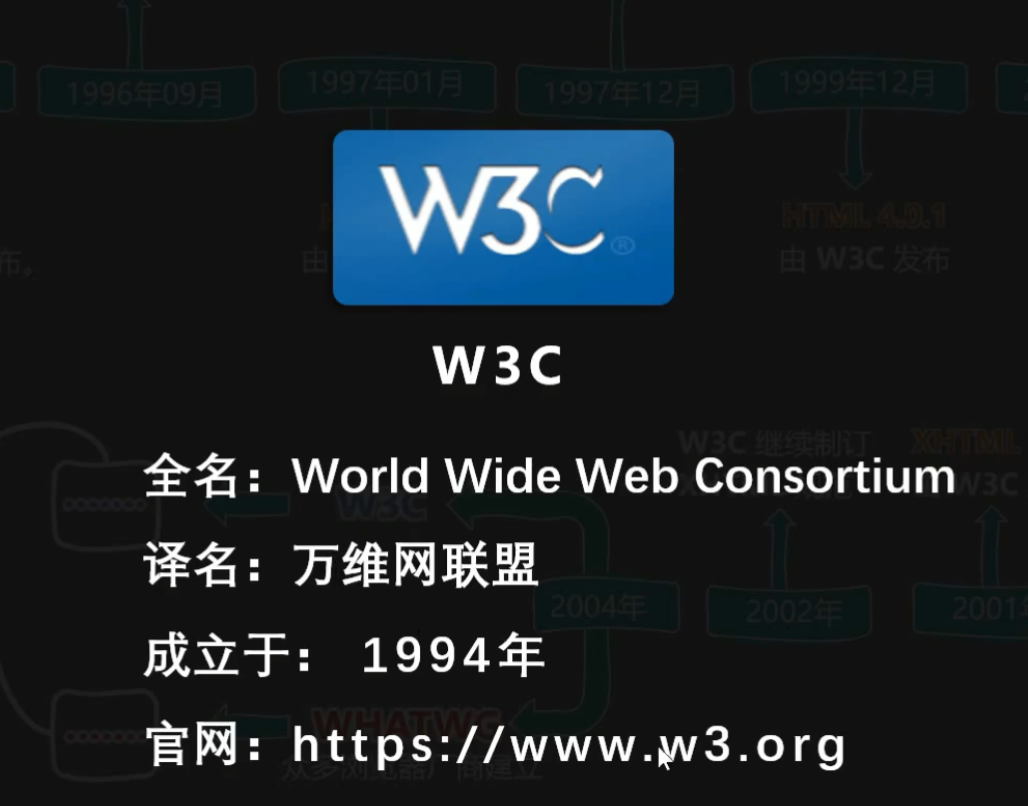 1996年09月
1997年01月
1997年12月
1999年12月
W3C®
HTML 4.0.1
布。
由
由 W3C 发布
W3C
W3C 继续制订
XHTML
全名：World Wide Web Consortium
W3C
W3C
译名：万维网联盟
2004年
2002年
2001
成立于： 1994年
WHATWG
官网：https://www.w3.org
众多浏览器厂商建立